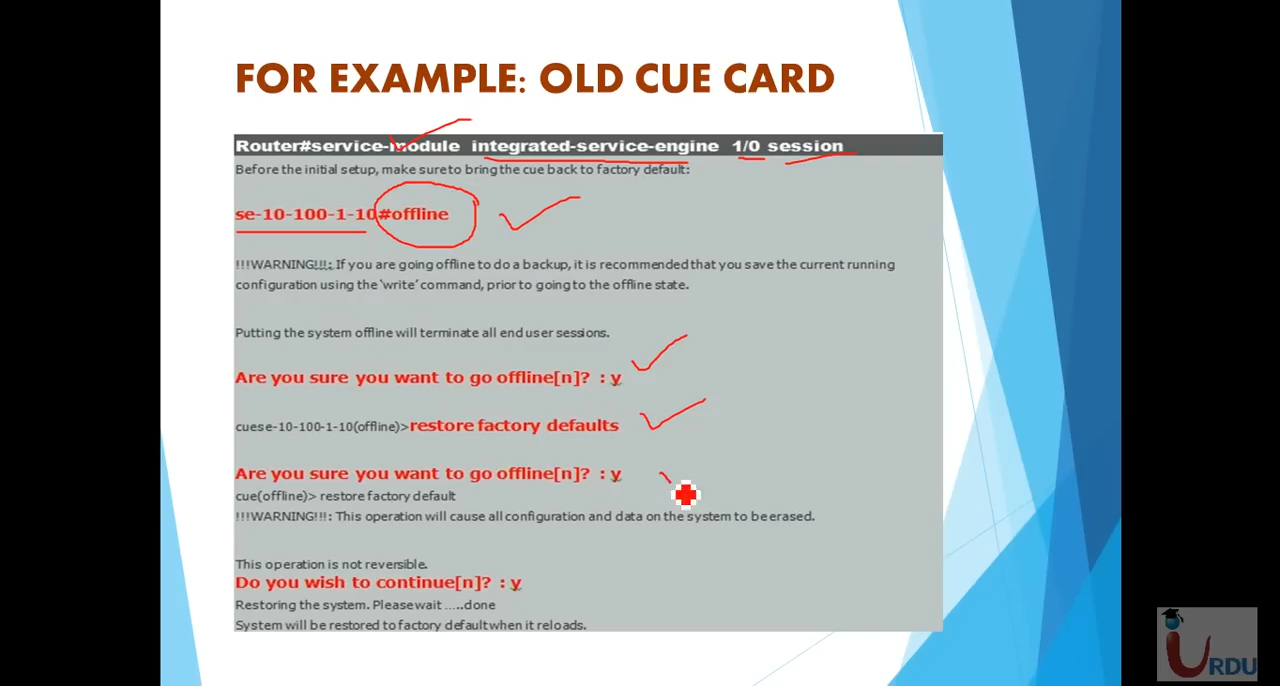 FOR EXAMPLE: OLD CUE CARD
Router#service-module integrated-service-engine 1/0 session
Before the initial setup, make sure to bring the cue back to factory default:
se-10-100-1-10#offline
!!!WARNING!!!: If you are going offline to do a backup, it is recommended that you save the current running
configuration using the 'write' command, prior to going to the offline state.
Putting the system offline will terminate all end user sessions.
Are you sure you want to go offline[n]? : y
cuese-10-100-1-10(offline)>restore factory defaults
Are you sure you want to go offline[n]? : y
cue(offline)> restore factory default
!!!WARNING!!!: This operation will cause all configuration and data on the system to be erased.
This operation is not reversible.
Do you wish to continue[n]? : y
Restoring the system. Please wait …..done
System will be restored to factory default when it reloads.
iURDU